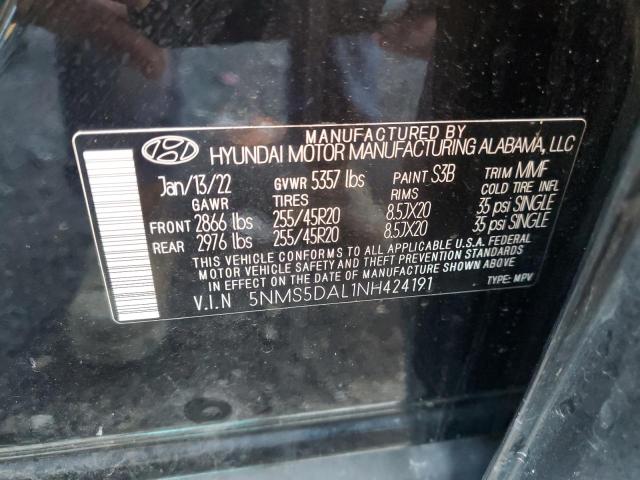 MANUFACTURED BY
HYUNDAI MOTOR MANUFACTURING ALABAMA, LLC
Jan/13/22 GVWR 5357 lbs PAINT S3B TRIM MMF
GAWR TIRES RIMS COLD TIRE INFL
FRONT 2866 lbs 255/45R20 8.5JX20 35 psi SINGLE
REAR 2976 lbs 255/45R20 8.5JX20 35 psi SINGLE
THIS VEHICLE CONFORMS TO ALL APPLICABLE U.S.A. FEDERAL
MOTOR VEHICLE SAFETY AND THEFT PREVENTION STANDARDS
IN EFFECT ON THE DATE OF MANUFACTURE SHOWN ABOVE.
V.I.N 5NMS5DAL1NH424191 TYPE: MPV